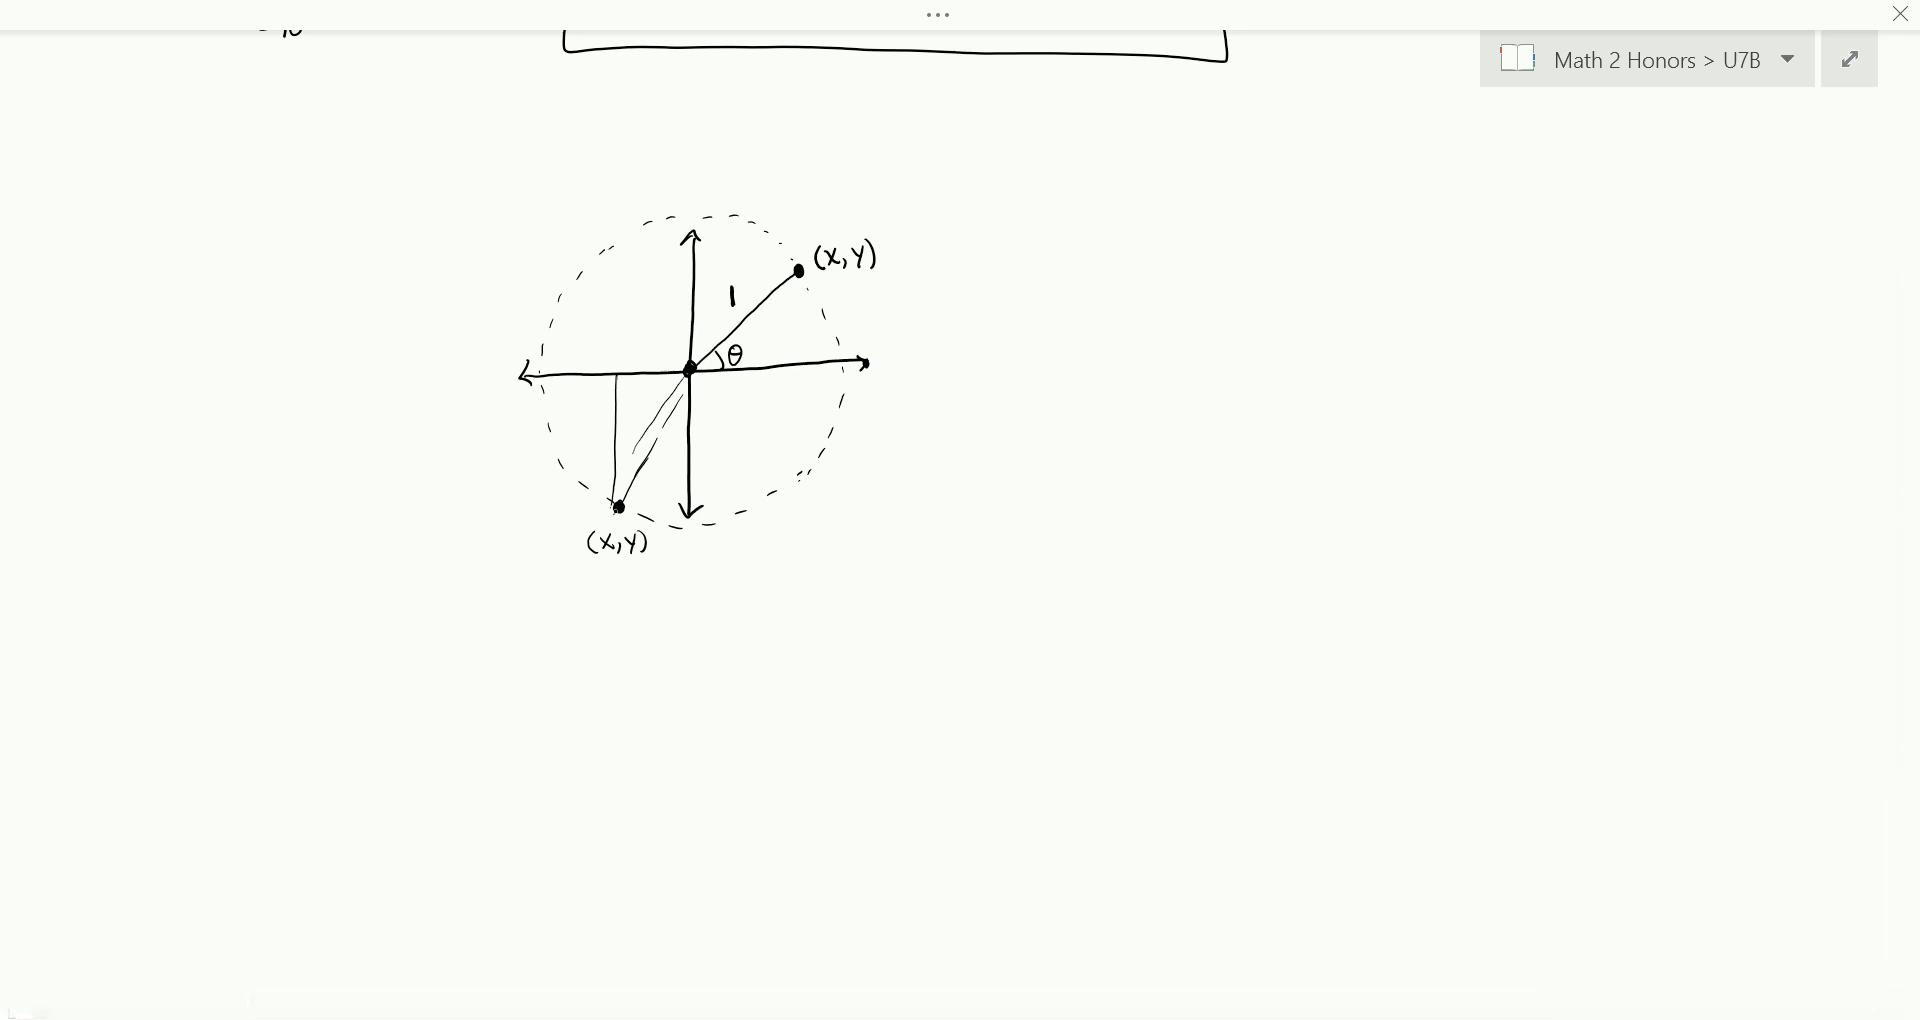 Math 2 Honors > U7B
(X, Y)
1
θ
(X, Y)